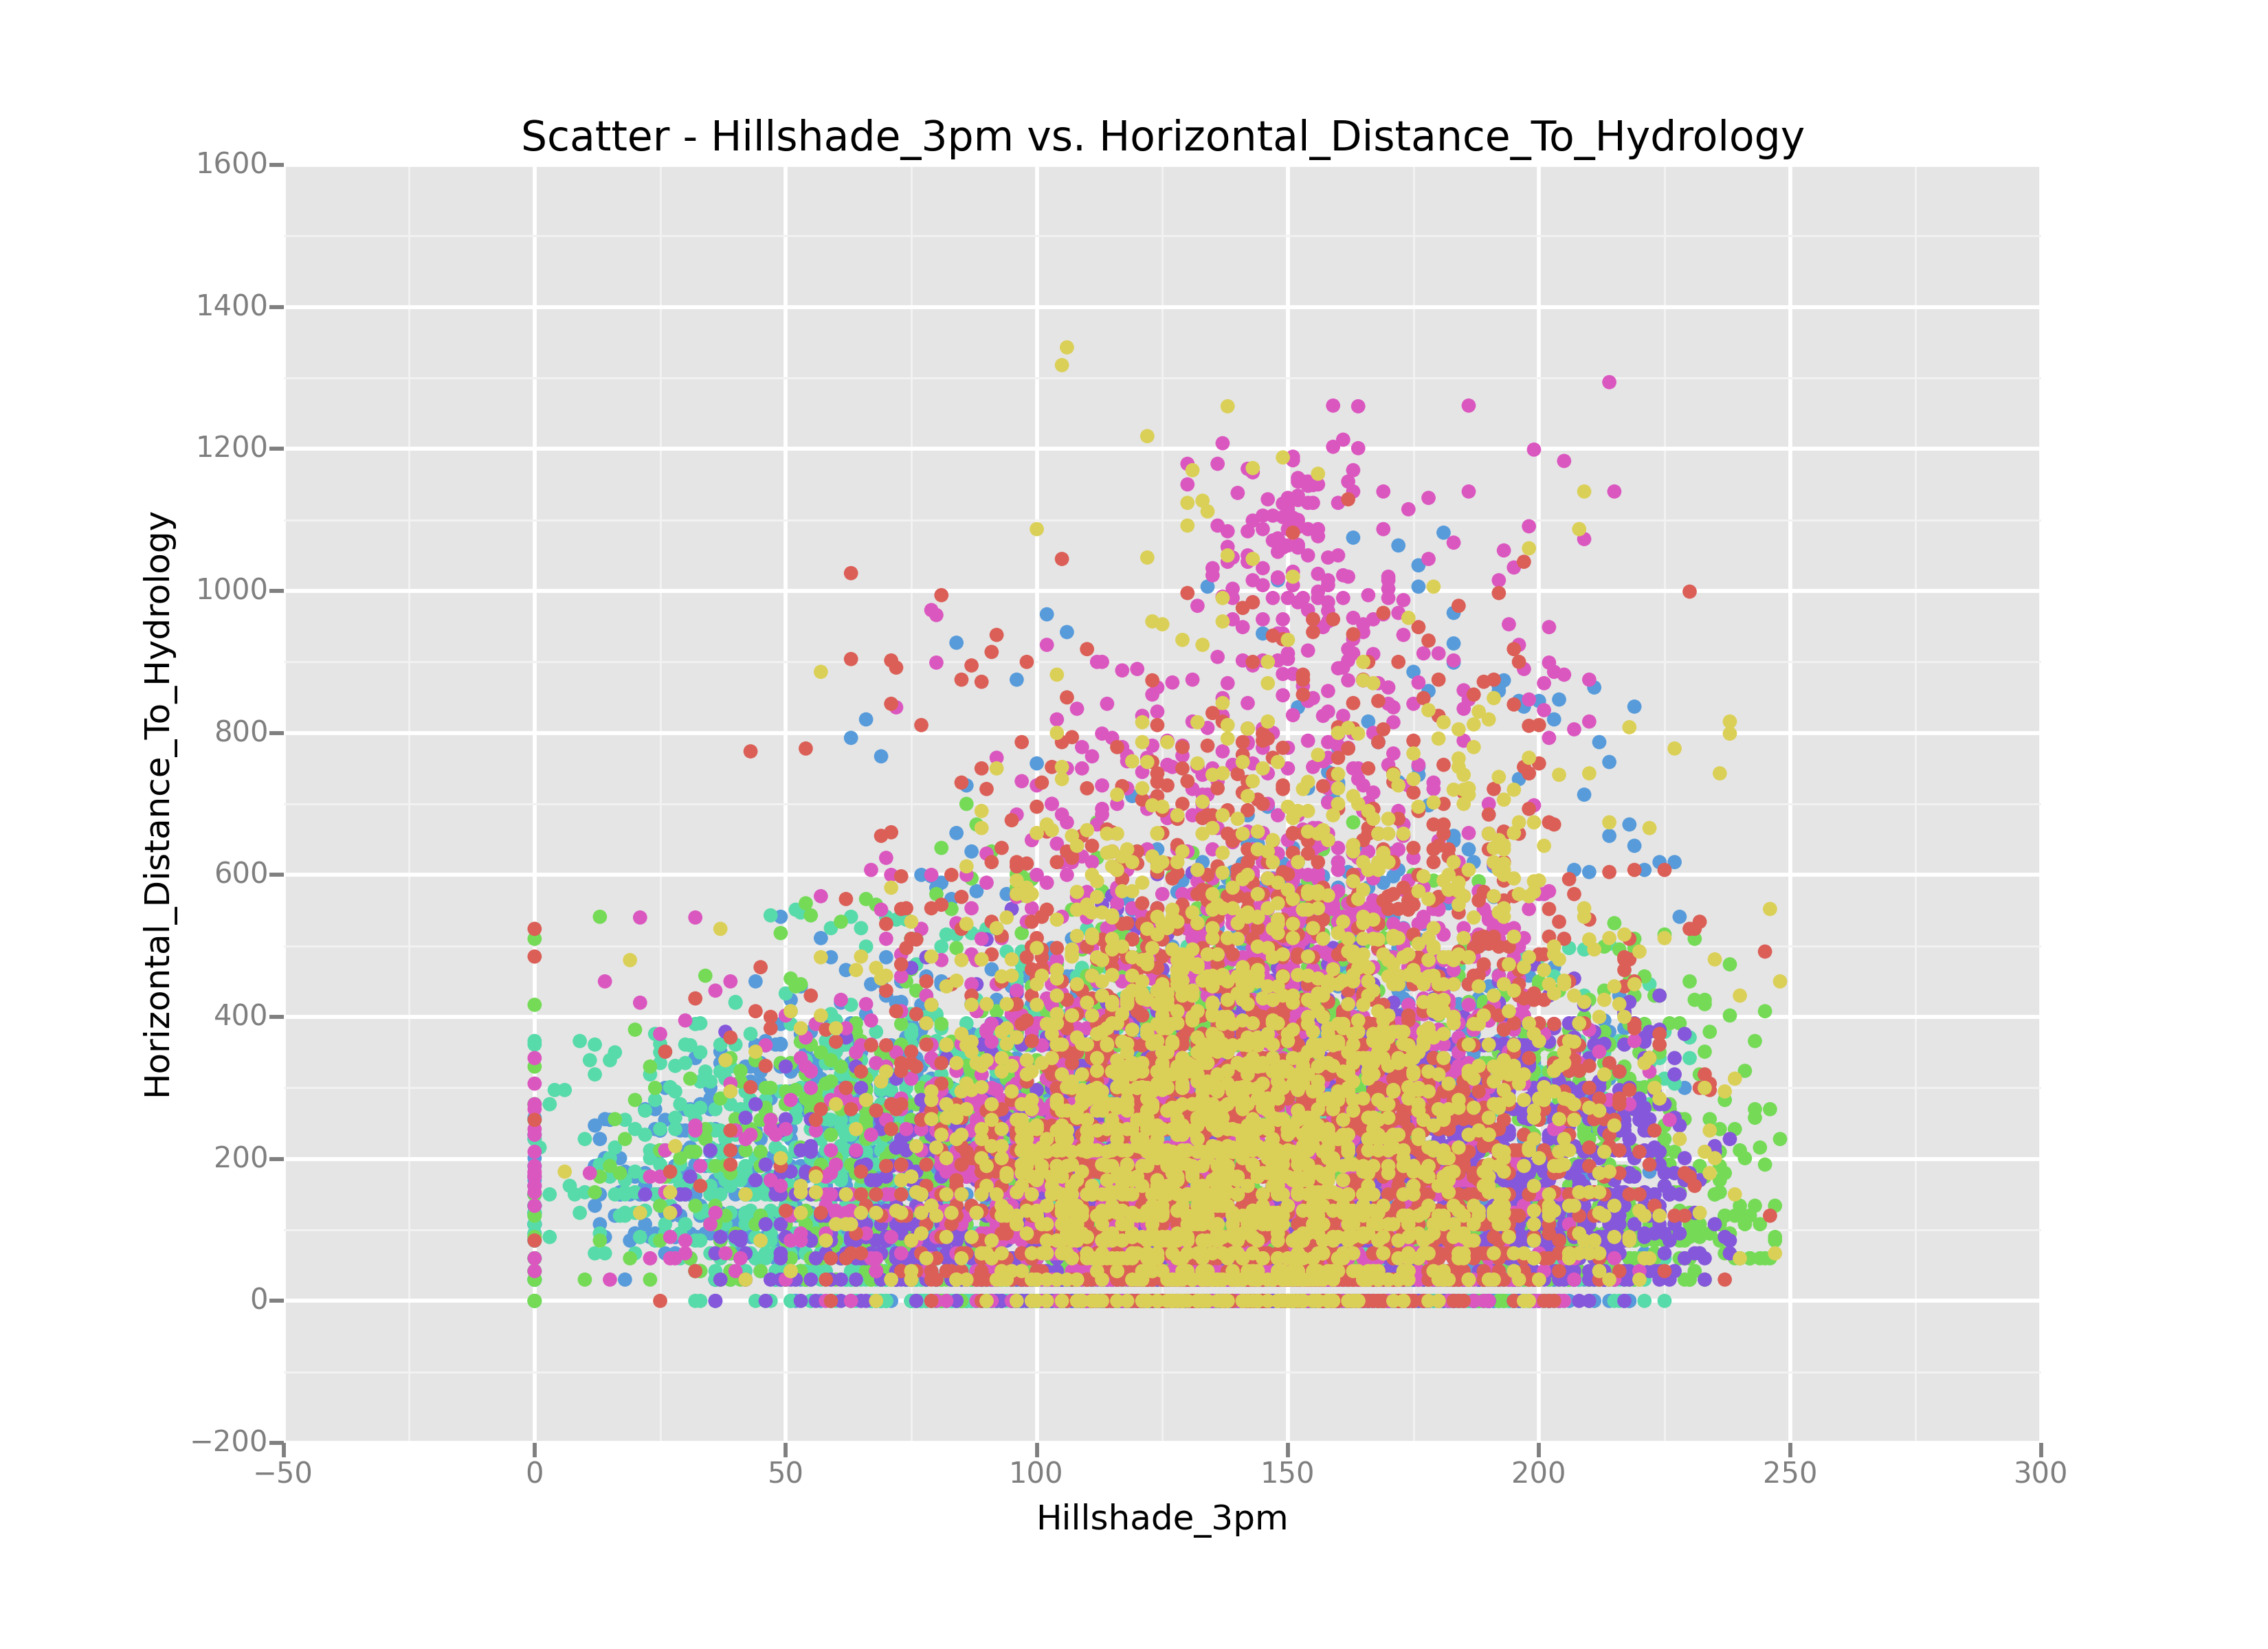 Scatter - Hillshade_3pm vs. Horizontal_Distance_To_Hydrology
1600
1400
1200
1000
800
600
400
200
0
−200
−50 0 50 100 150 200 250 300
Horizontal_Distance_To_Hydrology
Hillshade_3pm